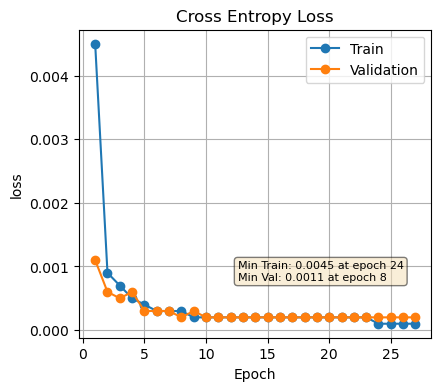 Cross Entropy Loss
Train
Validation
0.004
0.003
0.002
0.001
0.000
loss
Min Train: 0.0045 at epoch 24
Min Val: 0.0011 at epoch 8
0 5 10 15 20 25
Epoch